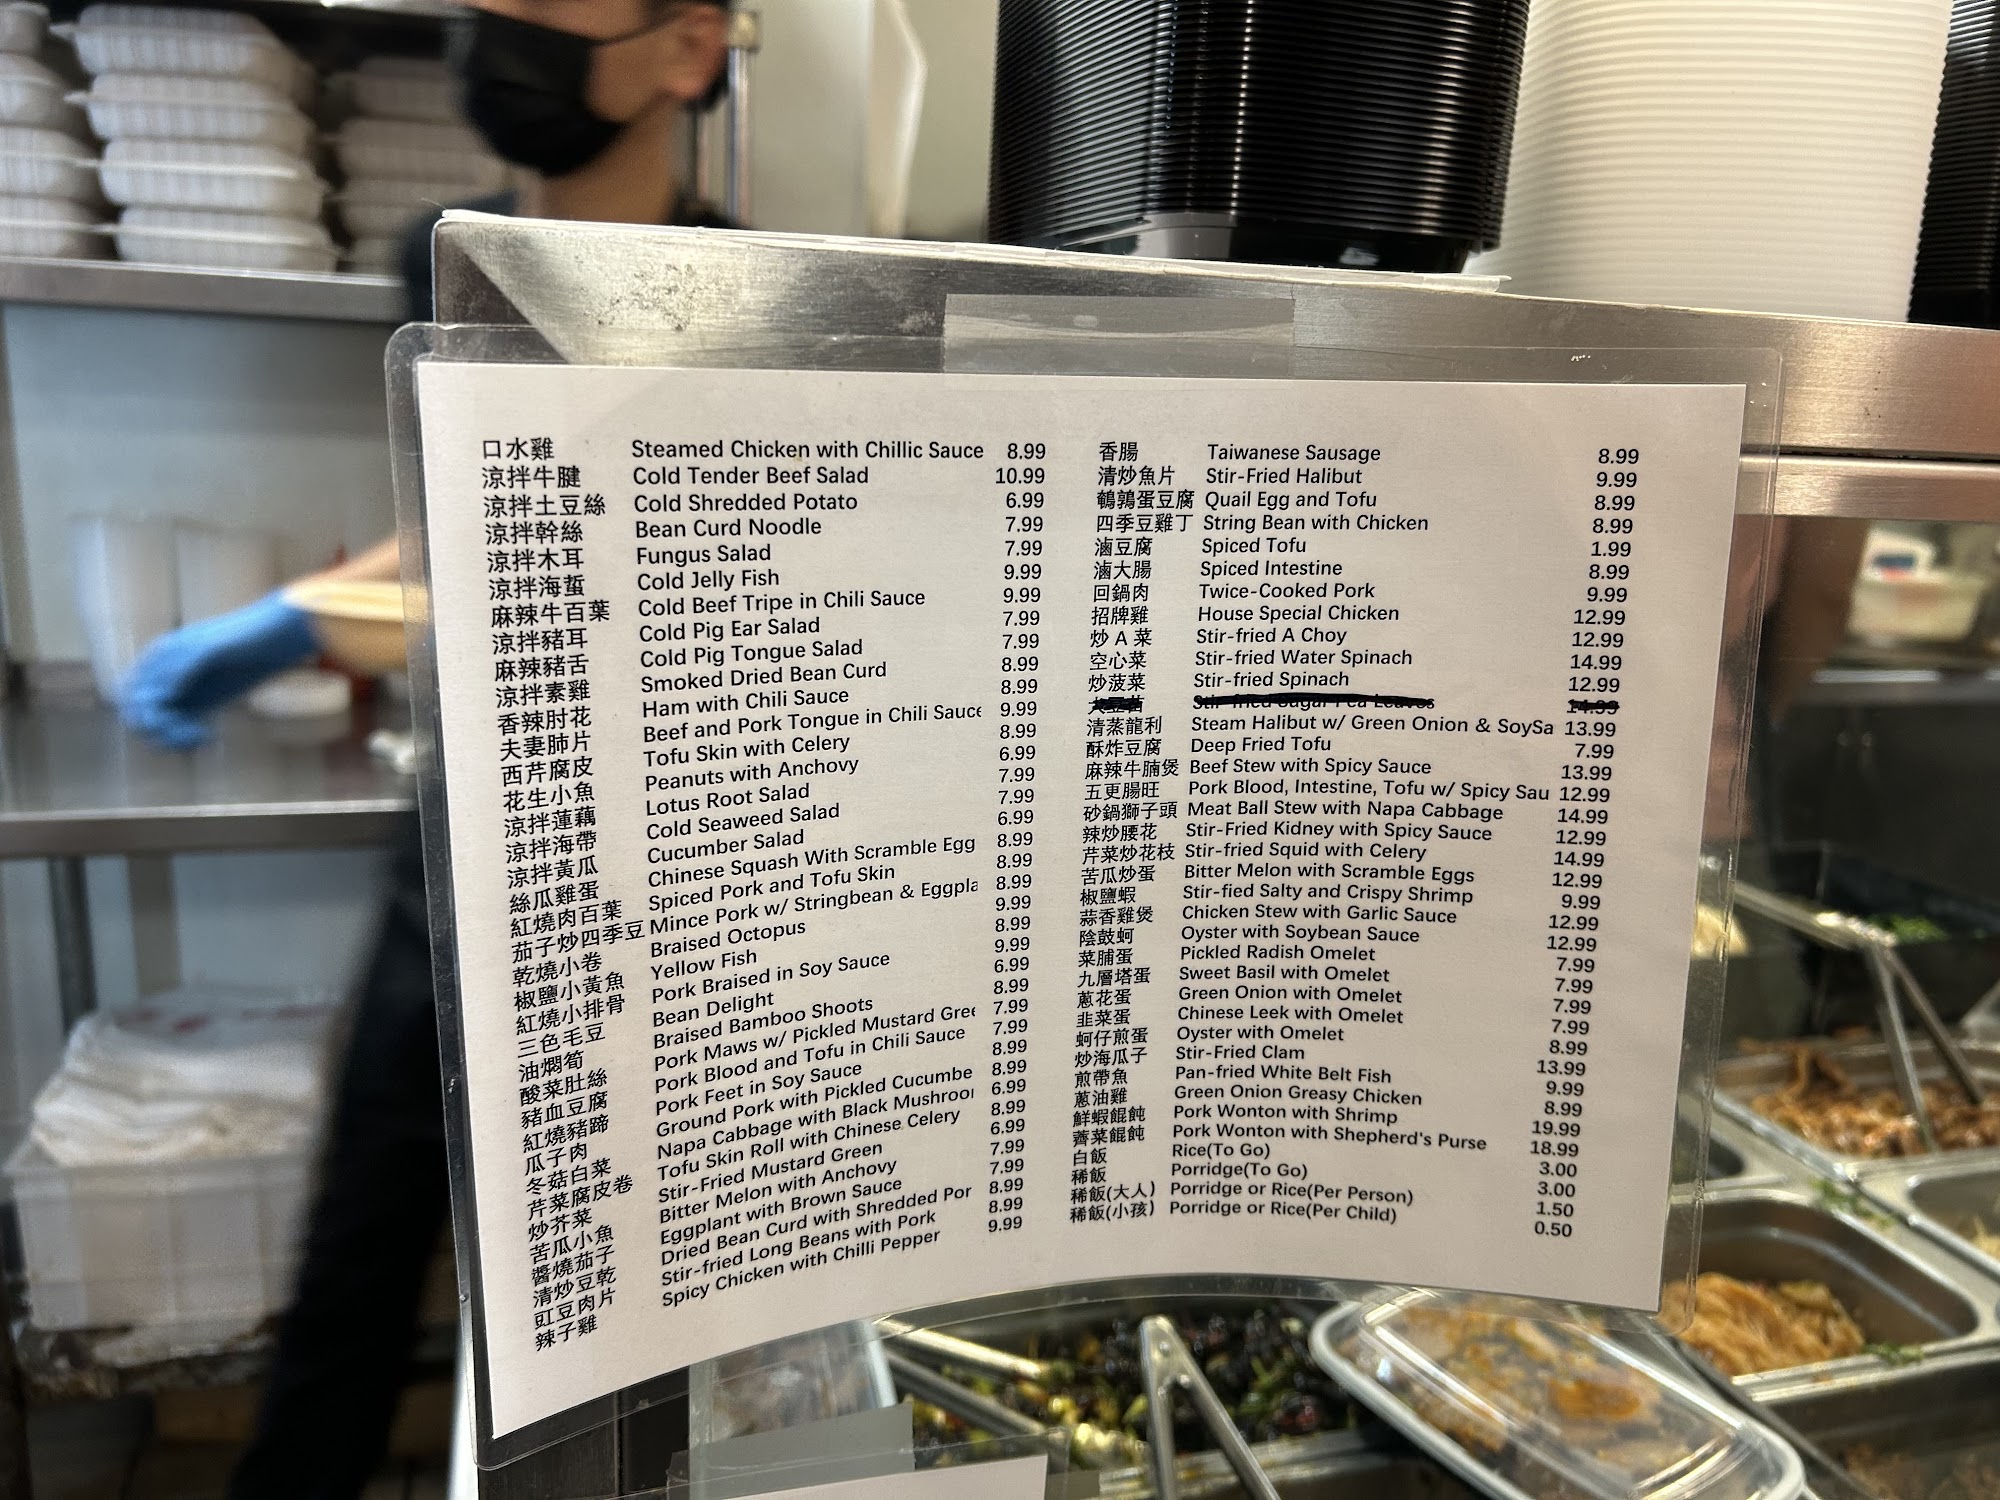 口水雞 Steamed Chicken with Chillic Sauce 8.99
涼拌牛腱 Cold Tender Beef Salad 10.99
涼拌土豆絲 Cold Shredded Potato 6.99
涼拌幹絲 Bean Curd Noodle 7.99
涼拌木耳 Fungus Salad 7.99
涼拌海蜇 Cold Jelly Fish 9.99
麻辣牛百葉 Cold Beef Tripe in Chili Sauce 9.99
涼拌豬耳 Cold Pig Ear Salad 7.99
麻辣豬舌 Cold Pig Tongue Salad 7.99
涼拌素雞 Smoked Dried Bean Curd 8.99
香辣肘花 Ham with Chili Sauce 8.99
夫妻肺片 Beef and Pork Tongue in Chili Sauce 9.99
西芹腐皮 Tofu Skin with Celery 8.99
花生小魚 Peanuts with Anchovy 6.99
涼拌蓮藕 Lotus Root Salad 7.99
涼拌海帶 Cold Seaweed Salad 7.99
涼拌黃瓜 Cucumber Salad 6.99
絲瓜雞蛋 Chinese Squash With Scramble Egg 8.99
紅燒肉百葉 Spiced Pork and Tofu Skin 8.99
茄子炒四季豆 Mince Pork w/ Stringbean & Eggpla 8.99
乾燒小卷 Braised Octopus 9.99
椒鹽小黃魚 Yellow Fish 8.99
紅燒小排骨 Pork Braised in Soy Sauce 9.99
三色毛豆 Bean Delight 6.99
油燜筍 Braised Bamboo Shoots 8.99
酸菜肚絲 Pork Maws w/ Pickled Mustard Gree 7.99
豬血豆腐 Pork Blood and Tofu in Chili Sauce 7.99
紅燒豬蹄 Pork Feet in Soy Sauce 8.99
瓜子肉 Ground Pork with Pickled Cucumbe 8.99
冬菇白菜 Napa Cabbage with Black Mushroor 6.99
芹菜腐皮卷 Tofu Skin Roll with Chinese Celery 8.99
炒芥菜 Stir-Fried Mustard Green 6.99
苦瓜小魚 Bitter Melon with Anchovy 7.99
醬燒茄子 Eggplant with Brown Sauce 7.99
清炒豆乾 Dried Bean Curd with Shredded Por 8.99
豇豆肉片 Stir-fried Long Beans with Pork 8.99
辣子雞 Spicy Chicken with Chilli Pepper 9.99
香腸 Taiwanese Sausage 8.99
清炒魚片 Stir-Fried Halibut 9.99
鵪鶉蛋豆腐 Quail Egg and Tofu 8.99
四季豆雞丁 String Bean with Chicken 8.99
滷豆腐 Spiced Tofu 1.99
滷大腸 Spiced Intestine 8.99
回鍋肉 Twice-Cooked Pork 9.99
招牌雞 House Special Chicken 12.99
炒 A 菜 Stir-fried A Choy 12.99
空心菜 Stir-fried Water Spinach 14.99
炒菠菜 Stir-fried Spinach 12.99
Stir-fried Sugar Pea Leaves 14.99
清蒸龍利 Steam Halibut w/ Green Onion & SoySa 13.99
酥炸豆腐 Deep Fried Tofu 7.99
麻辣牛腩煲 Beef Stew with Spicy Sauce 13.99
五更腸旺 Pork Blood, Intestine, Tofu w/ Spicy Sau 12.99
砂鍋獅子頭 Meat Ball Stew with Napa Cabbage 14.99
辣炒腰花 Stir-Fried Kidney with Spicy Sauce 12.99
芹菜炒花枝 Stir-fried Squid with Celery 14.99
苦瓜炒蛋 Bitter Melon with Scramble Eggs 12.99
椒鹽蝦 Stir-fied Salty and Crispy Shrimp 9.99
蒜香雞煲 Chicken Stew with Garlic Sauce 12.99
陰鼓蚵 Oyster with Soybean Sauce 12.99
菜脯蛋 Pickled Radish Omelet 7.99
九層塔蛋 Sweet Basil with Omelet 7.99
蔥花蛋 Green Onion with Omelet 7.99
韭菜蛋 Chinese Leek with Omelet 7.99
蚵仔煎蛋 Oyster with Omelet 8.99
炒海瓜子 Stir-Fried Clam 13.99
煎帶魚 Pan-fried White Belt Fish 9.99
蔥油雞 Green Onion Greasy Chicken 8.99
鮮蝦餛飩 Pork Wonton with Shrimp 19.99
薺菜餛飩 Pork Wonton with Shepherd's Purse 18.99
白飯 Rice(To Go) 3.00
稀飯 Porridge(To Go) 3.00
稀飯(大人) Porridge or Rice(Per Person) 1.50
稀飯(小孩) Porridge or Rice(Per Child) 0.50